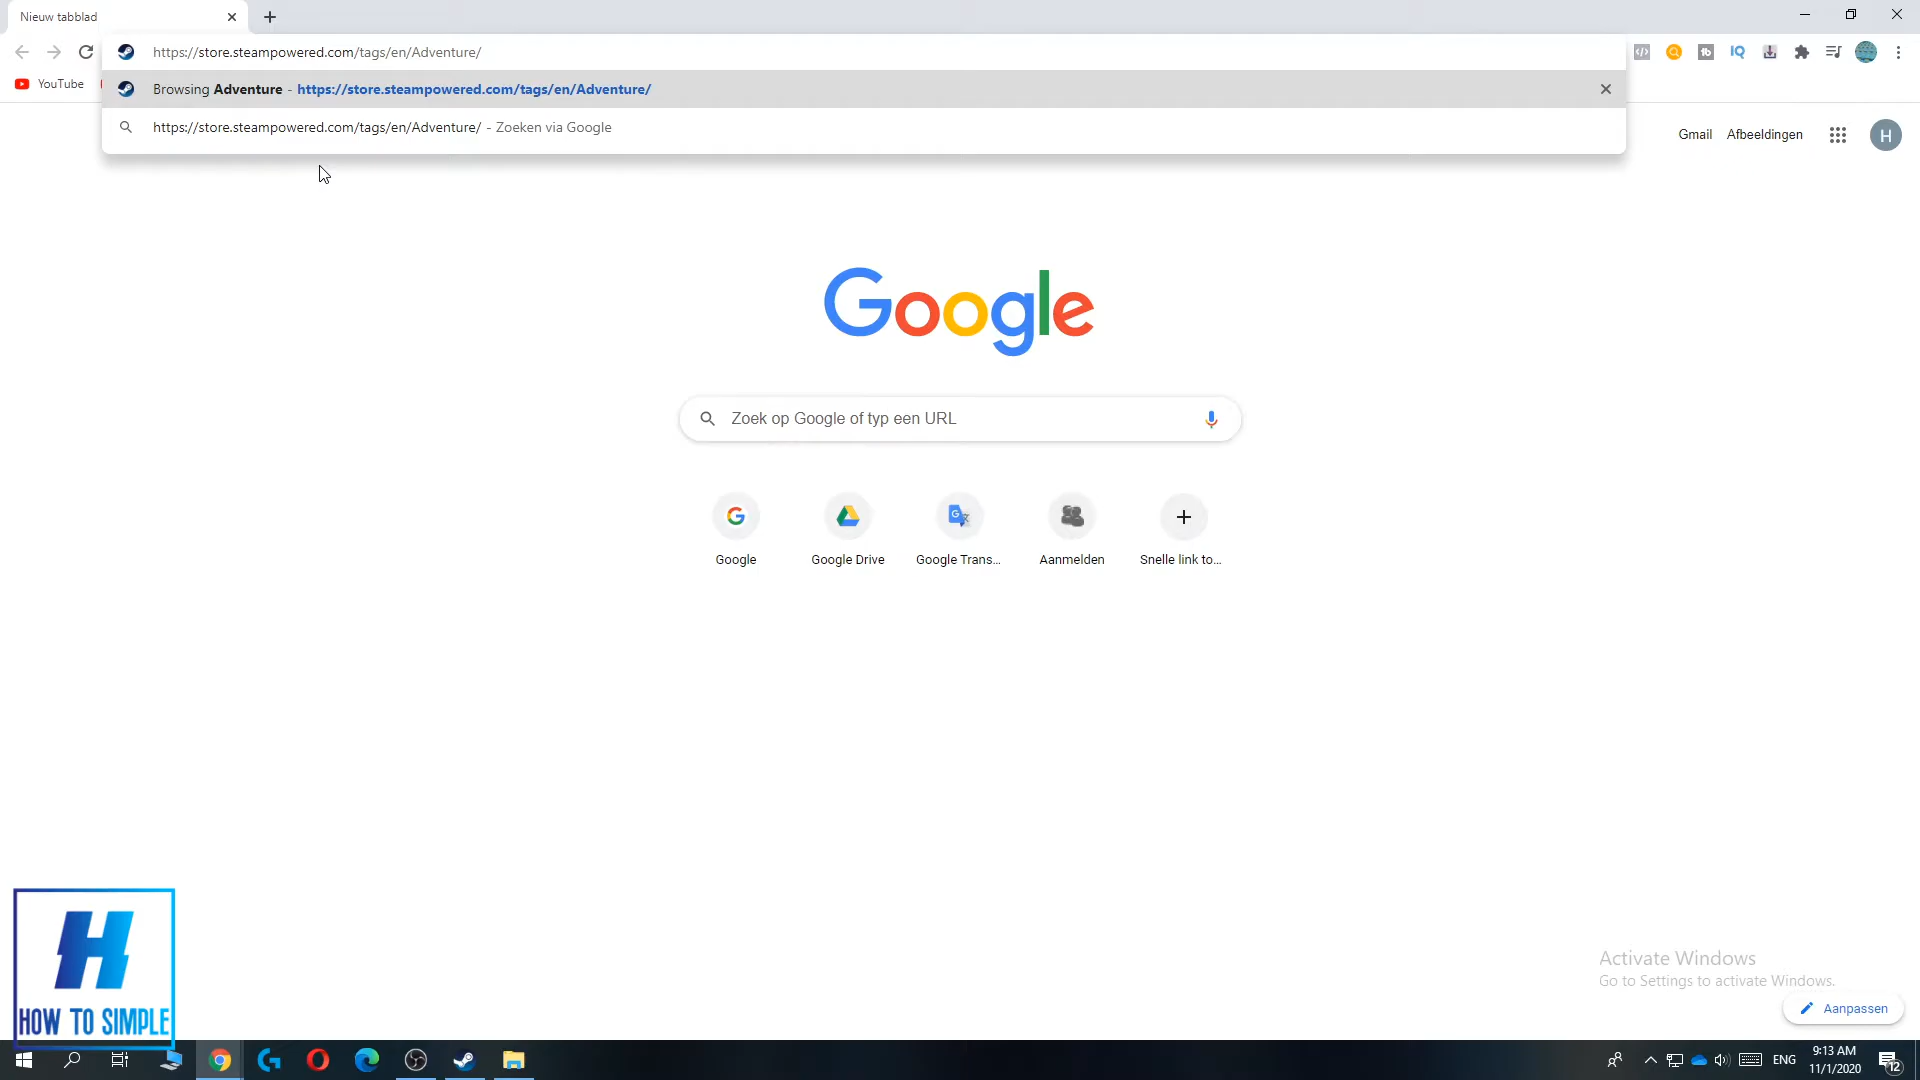 Nieuw tabblad
https://store.steampowered.com/tags/en/Adventure/
Browsing Adventure - https://store.steampowered.com/tags/en/Adventure/
https://store.steampowered.com/tags/en/Adventure/ - Zoeken via Google
YouTube
Gmail Afbeeldingen H
Google
Zoek op Google of typ een URL
Google Google Drive Google Trans... Aanmelden Snelle link to...
Activate Windows
Go to Settings to activate Windows.
Aanpassen
H
HOW TO SIMPLE
ENG
9:13 AM
11/1/2020
12